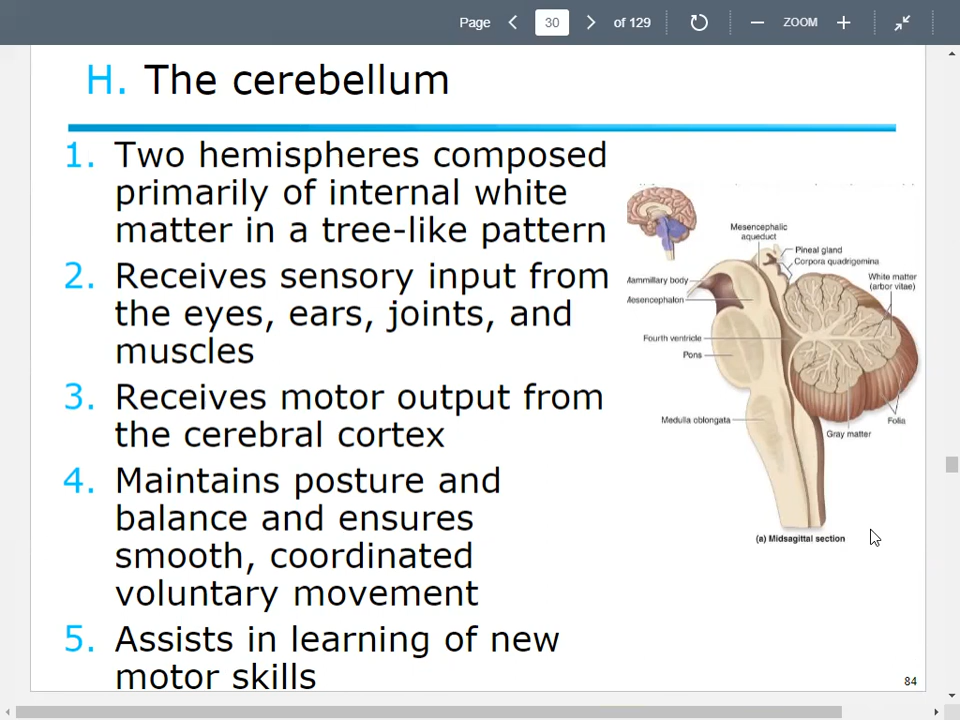 Page 30 of 129 ZOOM
H. The cerebellum
1. Two hemispheres composed
primarily of internal white
matter in a tree-like pattern
2. Receives sensory input from
the eyes, ears, joints, and
muscles
3. Receives motor output from
the cerebral cortex
4. Maintains posture and
balance and ensures
smooth, coordinated
voluntary movement
5. Assists in learning of new
motor skills
Mesencephalic
aqueduct
Pineal gland
Corpora quadrigemina
White matter
(arbor vitae)
Mammillary body
Mesencephalon
Fourth ventricle
Pons
Medulla oblongata
Folia
Gray matter
(a) Midsagittal section
84